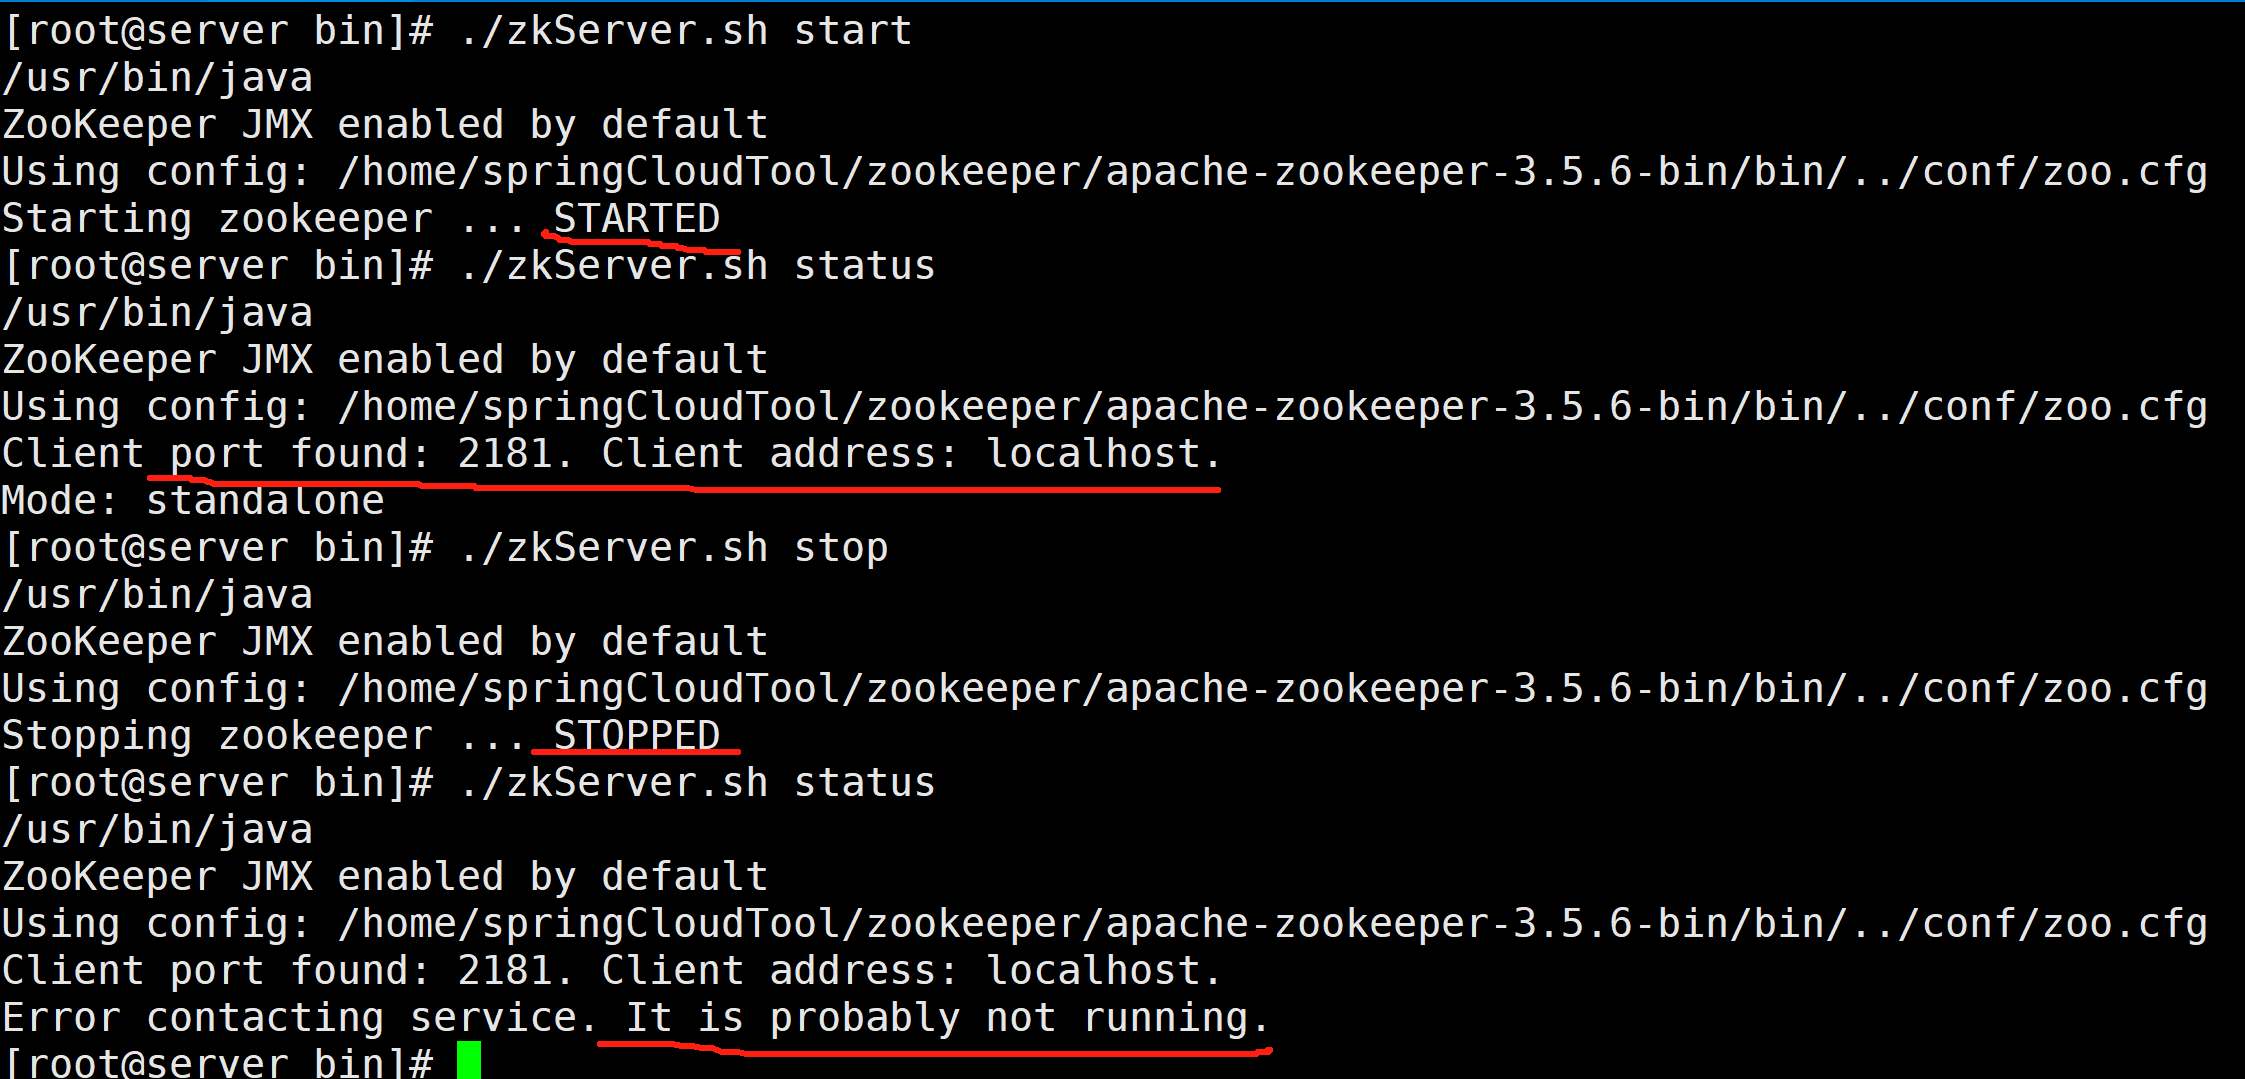 [root@server bin]# ./zkServer.sh start
/usr/bin/java
ZooKeeper JMX enabled by default
Using config: /home/springCloudTool/zookeeper/apache-zookeeper-3.5.6-bin/bin/../conf/zoo.cfg
Starting zookeeper ... STARTED
[root@server bin]# ./zkServer.sh status
/usr/bin/java
ZooKeeper JMX enabled by default
Using config: /home/springCloudTool/zookeeper/apache-zookeeper-3.5.6-bin/bin/../conf/zoo.cfg
Client port found: 2181. Client address: localhost.
Mode: standalone
[root@server bin]# ./zkServer.sh stop
/usr/bin/java
ZooKeeper JMX enabled by default
Using config: /home/springCloudTool/zookeeper/apache-zookeeper-3.5.6-bin/bin/../conf/zoo.cfg
Stopping zookeeper ... STOPPED
[root@server bin]# ./zkServer.sh status
/usr/bin/java
ZooKeeper JMX enabled by default
Using config: /home/springCloudTool/zookeeper/apache-zookeeper-3.5.6-bin/bin/../conf/zoo.cfg
Client port found: 2181. Client address: localhost.
Error contacting service. It is probably not running.
[root@server bin]#